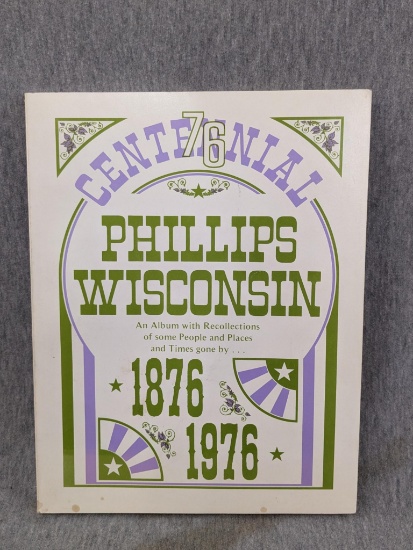 76
CENTENNIAL
PHILLIPS
WISCONSIN
An Album with Recollections
of some People and Places
and Times gone by . . .
1876
1976